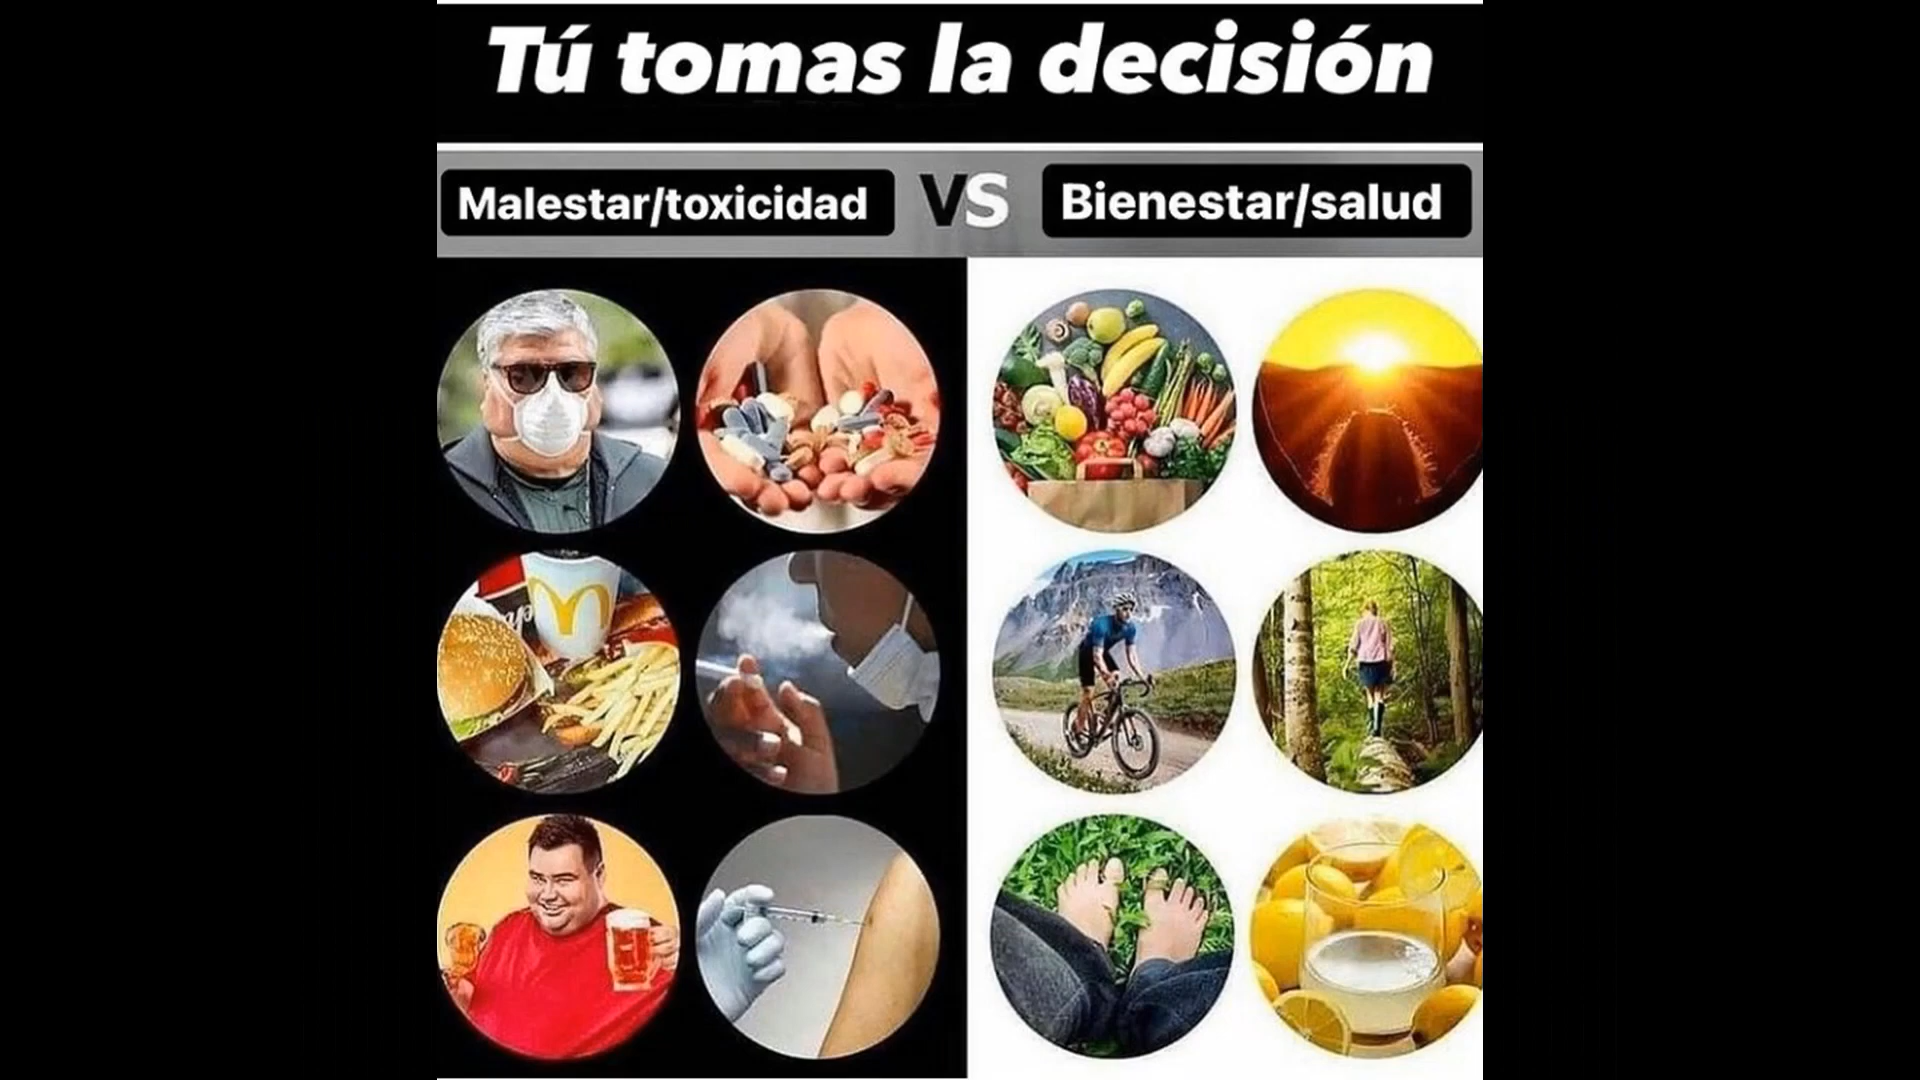 Tú tomas la decisión
Malestar/toxicidad VS Bienestar/salud